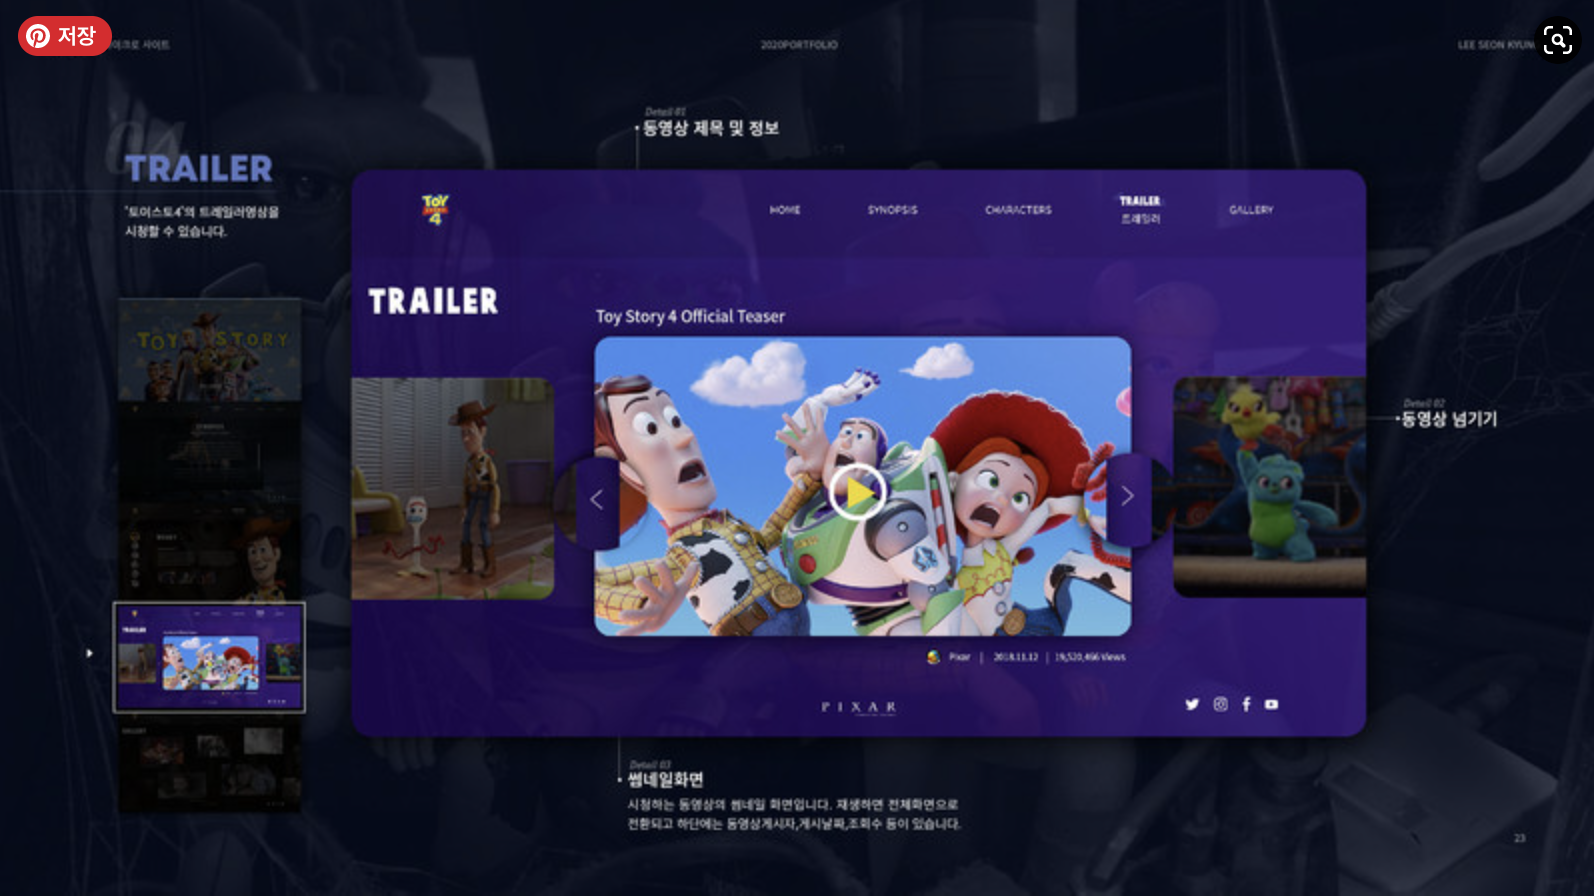 저장
이크로 사이트
2020PORTFOLIO
LEE SEON KYUN
04
TRAILER
'토이스토4'의 트레일러영상을
시청할 수 있습니다.
Detail 01
동영상 제목 및 정보
TOY
STORY
4
HOME
SYNOPSIS
CHARACTERS
TRAILER
트레일러
GALLERY
TRAILER
Toy Story 4 Official Teaser
Pixar | 2018.11.12 | 19,520,466 Views
PIXAR
TOY STORY
Detail 02
동영상 넘기기
Detail 03
썸네일화면
시청하는 동영상의 썸네일 화면입니다. 재생하면 전체화면으로
전환되고 하단에는 동영상게시자,게시날짜,조회수 등이 있습니다.
23